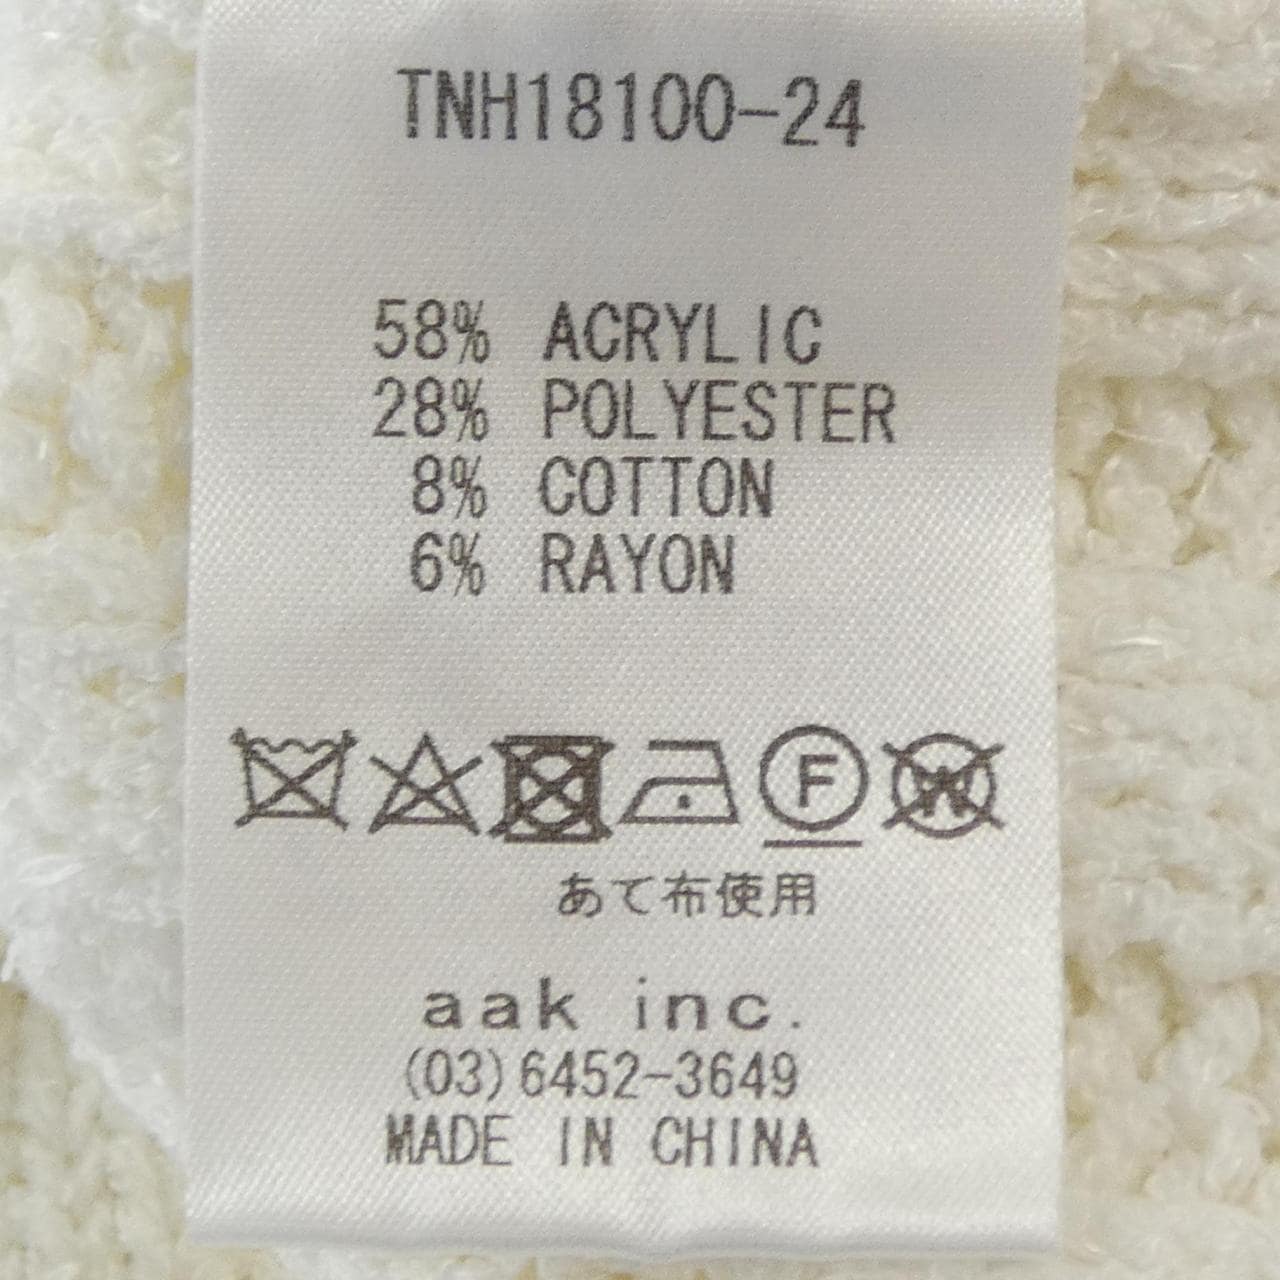 TNH18100-24
58% ACRYLIC
28% POLYESTER
8% COTTON
6% RAYON
F W
あて布使用
aak inc.
(03)6452-3649
MADE IN CHINA